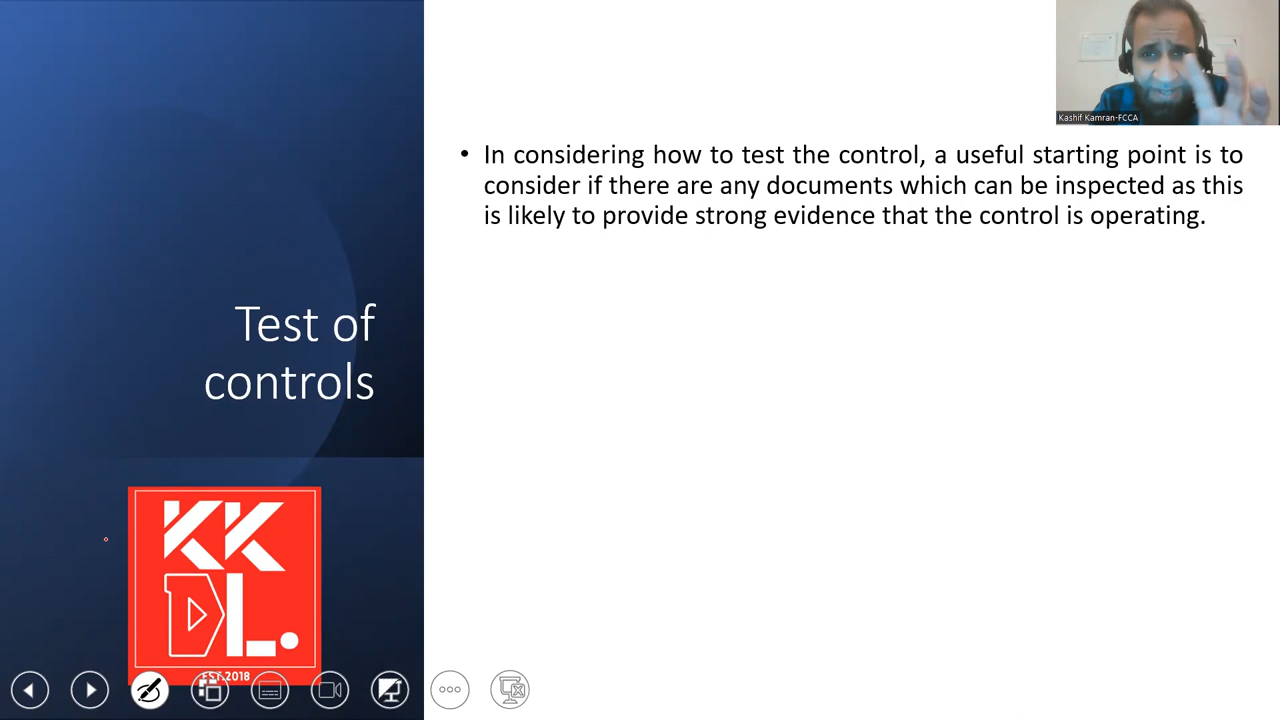 Kashif Kamran-FCCA
• In considering how to test the control, a useful starting point is to
consider if there are any documents which can be inspected as this
is likely to provide strong evidence that the control is operating.
Test of
controls
KK
DL.
EST.2018